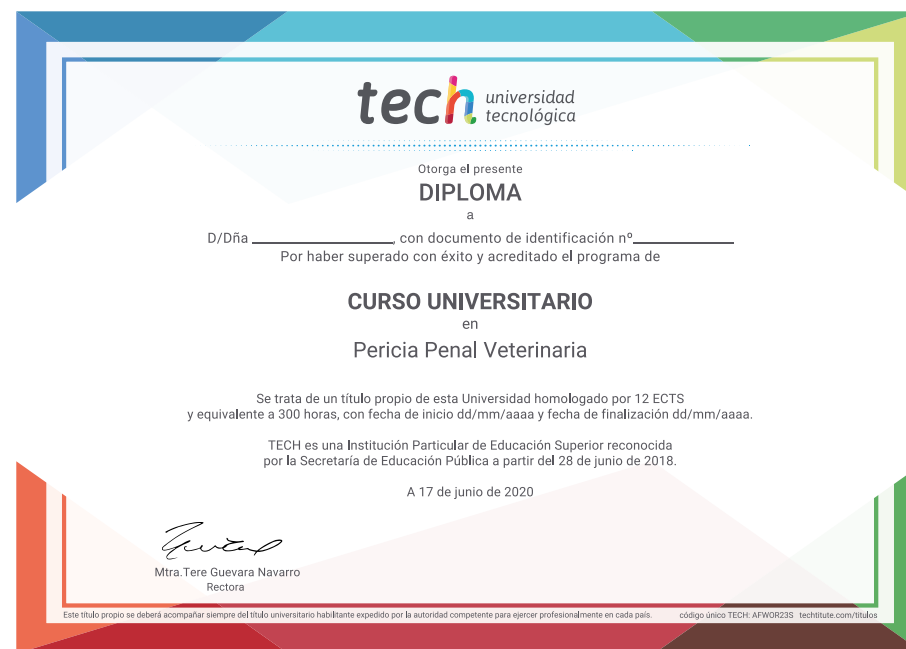 tech universidad
tecnológica
Otorga el presente
DIPLOMA
a
D/Dña ____________________, con documento de identificación nº______________
Por haber superado con éxito y acreditado el programa de
CURSO UNIVERSITARIO
en
Pericia Penal Veterinaria
Se trata de un título propio de esta Universidad homologado por 12 ECTS
y equivalente a 300 horas, con fecha de inicio dd/mm/aaaa y fecha de finalización dd/mm/aaaa.
TECH es una Institución Particular de Educación Superior reconocida
por la Secretaría de Educación Pública a partir del 28 de junio de 2018.
A 17 de junio de 2020
Mtra.Tere Guevara Navarro
Rectora
Este título propio se deberá acompañar siempre del título universitario habilitante expedido por la autoridad competente para ejercer profesionalmente en cada país. código único TECH: AFWOR23S techtitute.com/titulos